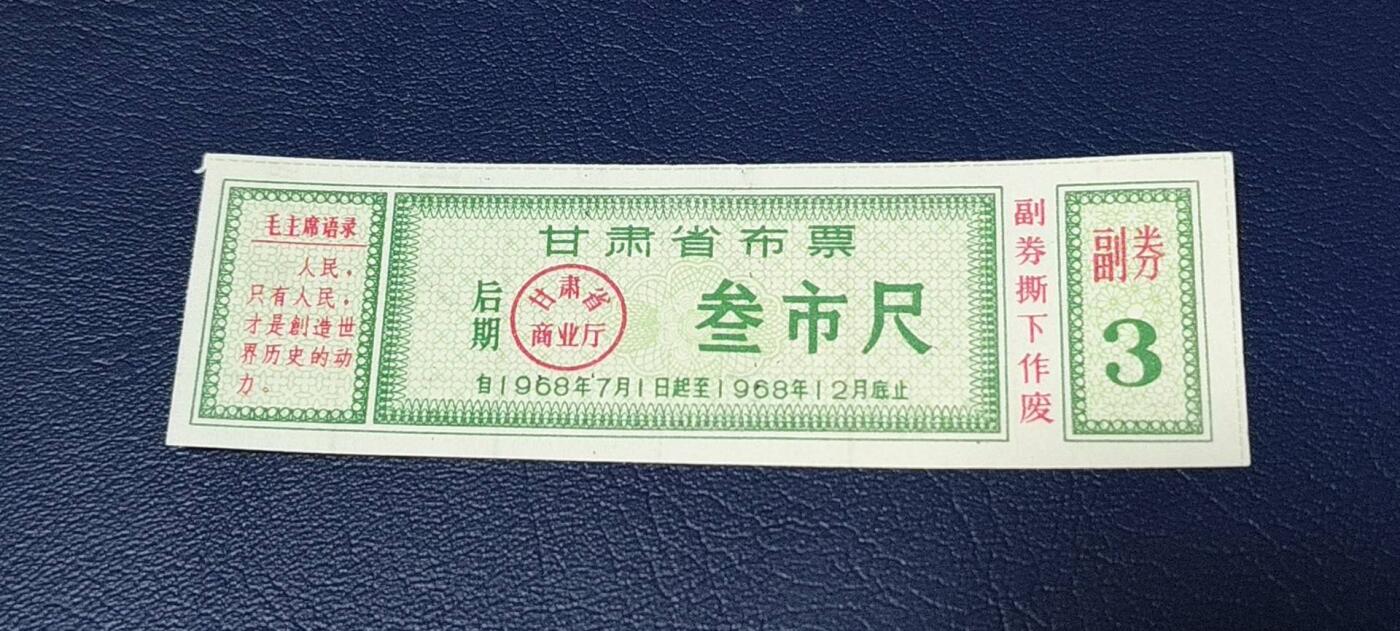 毛主席语录
人民，
只有人民，
才是創造世
界历史的动
力。
甘肃省布票
后期
甘肃省
商业厅
叁市尺
自1968年7月1日起至1968年12月底止
副券撕下作废
副券
3